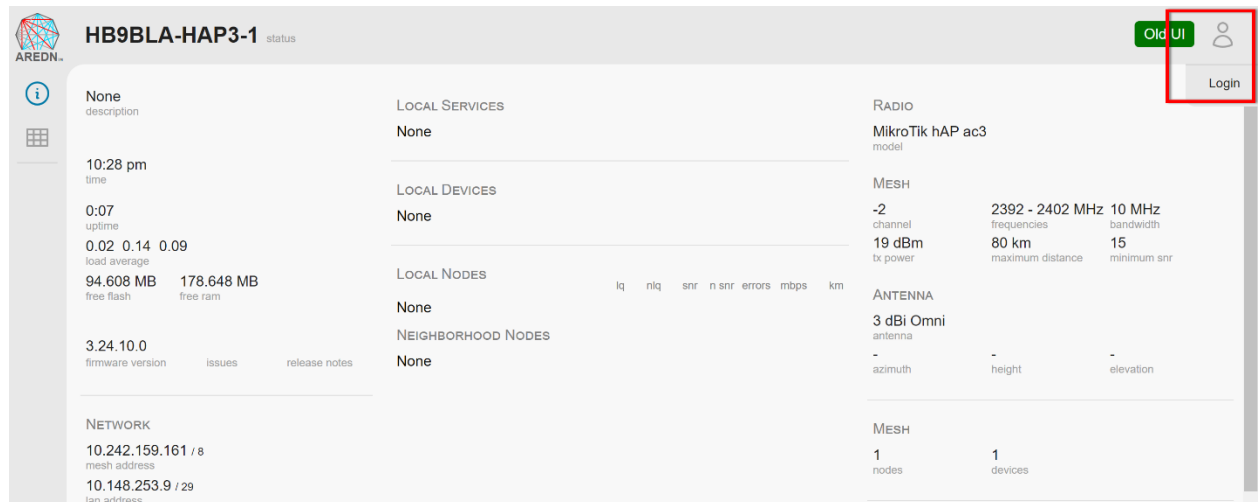 AREDN
HB9BLA-HAP3-1 status
Old UI
Login
None
description
10:28 pm
time
0:07
uptime
0.02 0.14 0.09
load average
94.608 MB 178.648 MB
free flash free ram
3.24.10.0
firmware version issues release notes
NETWORK
10.242.159.161 / 8
mesh address
10.148.253.9 / 29
lan address
LOCAL SERVICES
None
LOCAL DEVICES
None
LOCAL NODES
lq nlq snr n snr errors mbps km
None
NEIGHBORHOOD NODES
None
RADIO
MikroTik hAP ac3
model
MESH
-2 2392 - 2402 MHz 10 MHz
channel frequencies bandwidth
19 dBm 80 km 15
tx power maximum distance minimum snr
ANTENNA
3 dBi Omni
antenna
- - -
azimuth height elevation
MESH
1 1
nodes devices